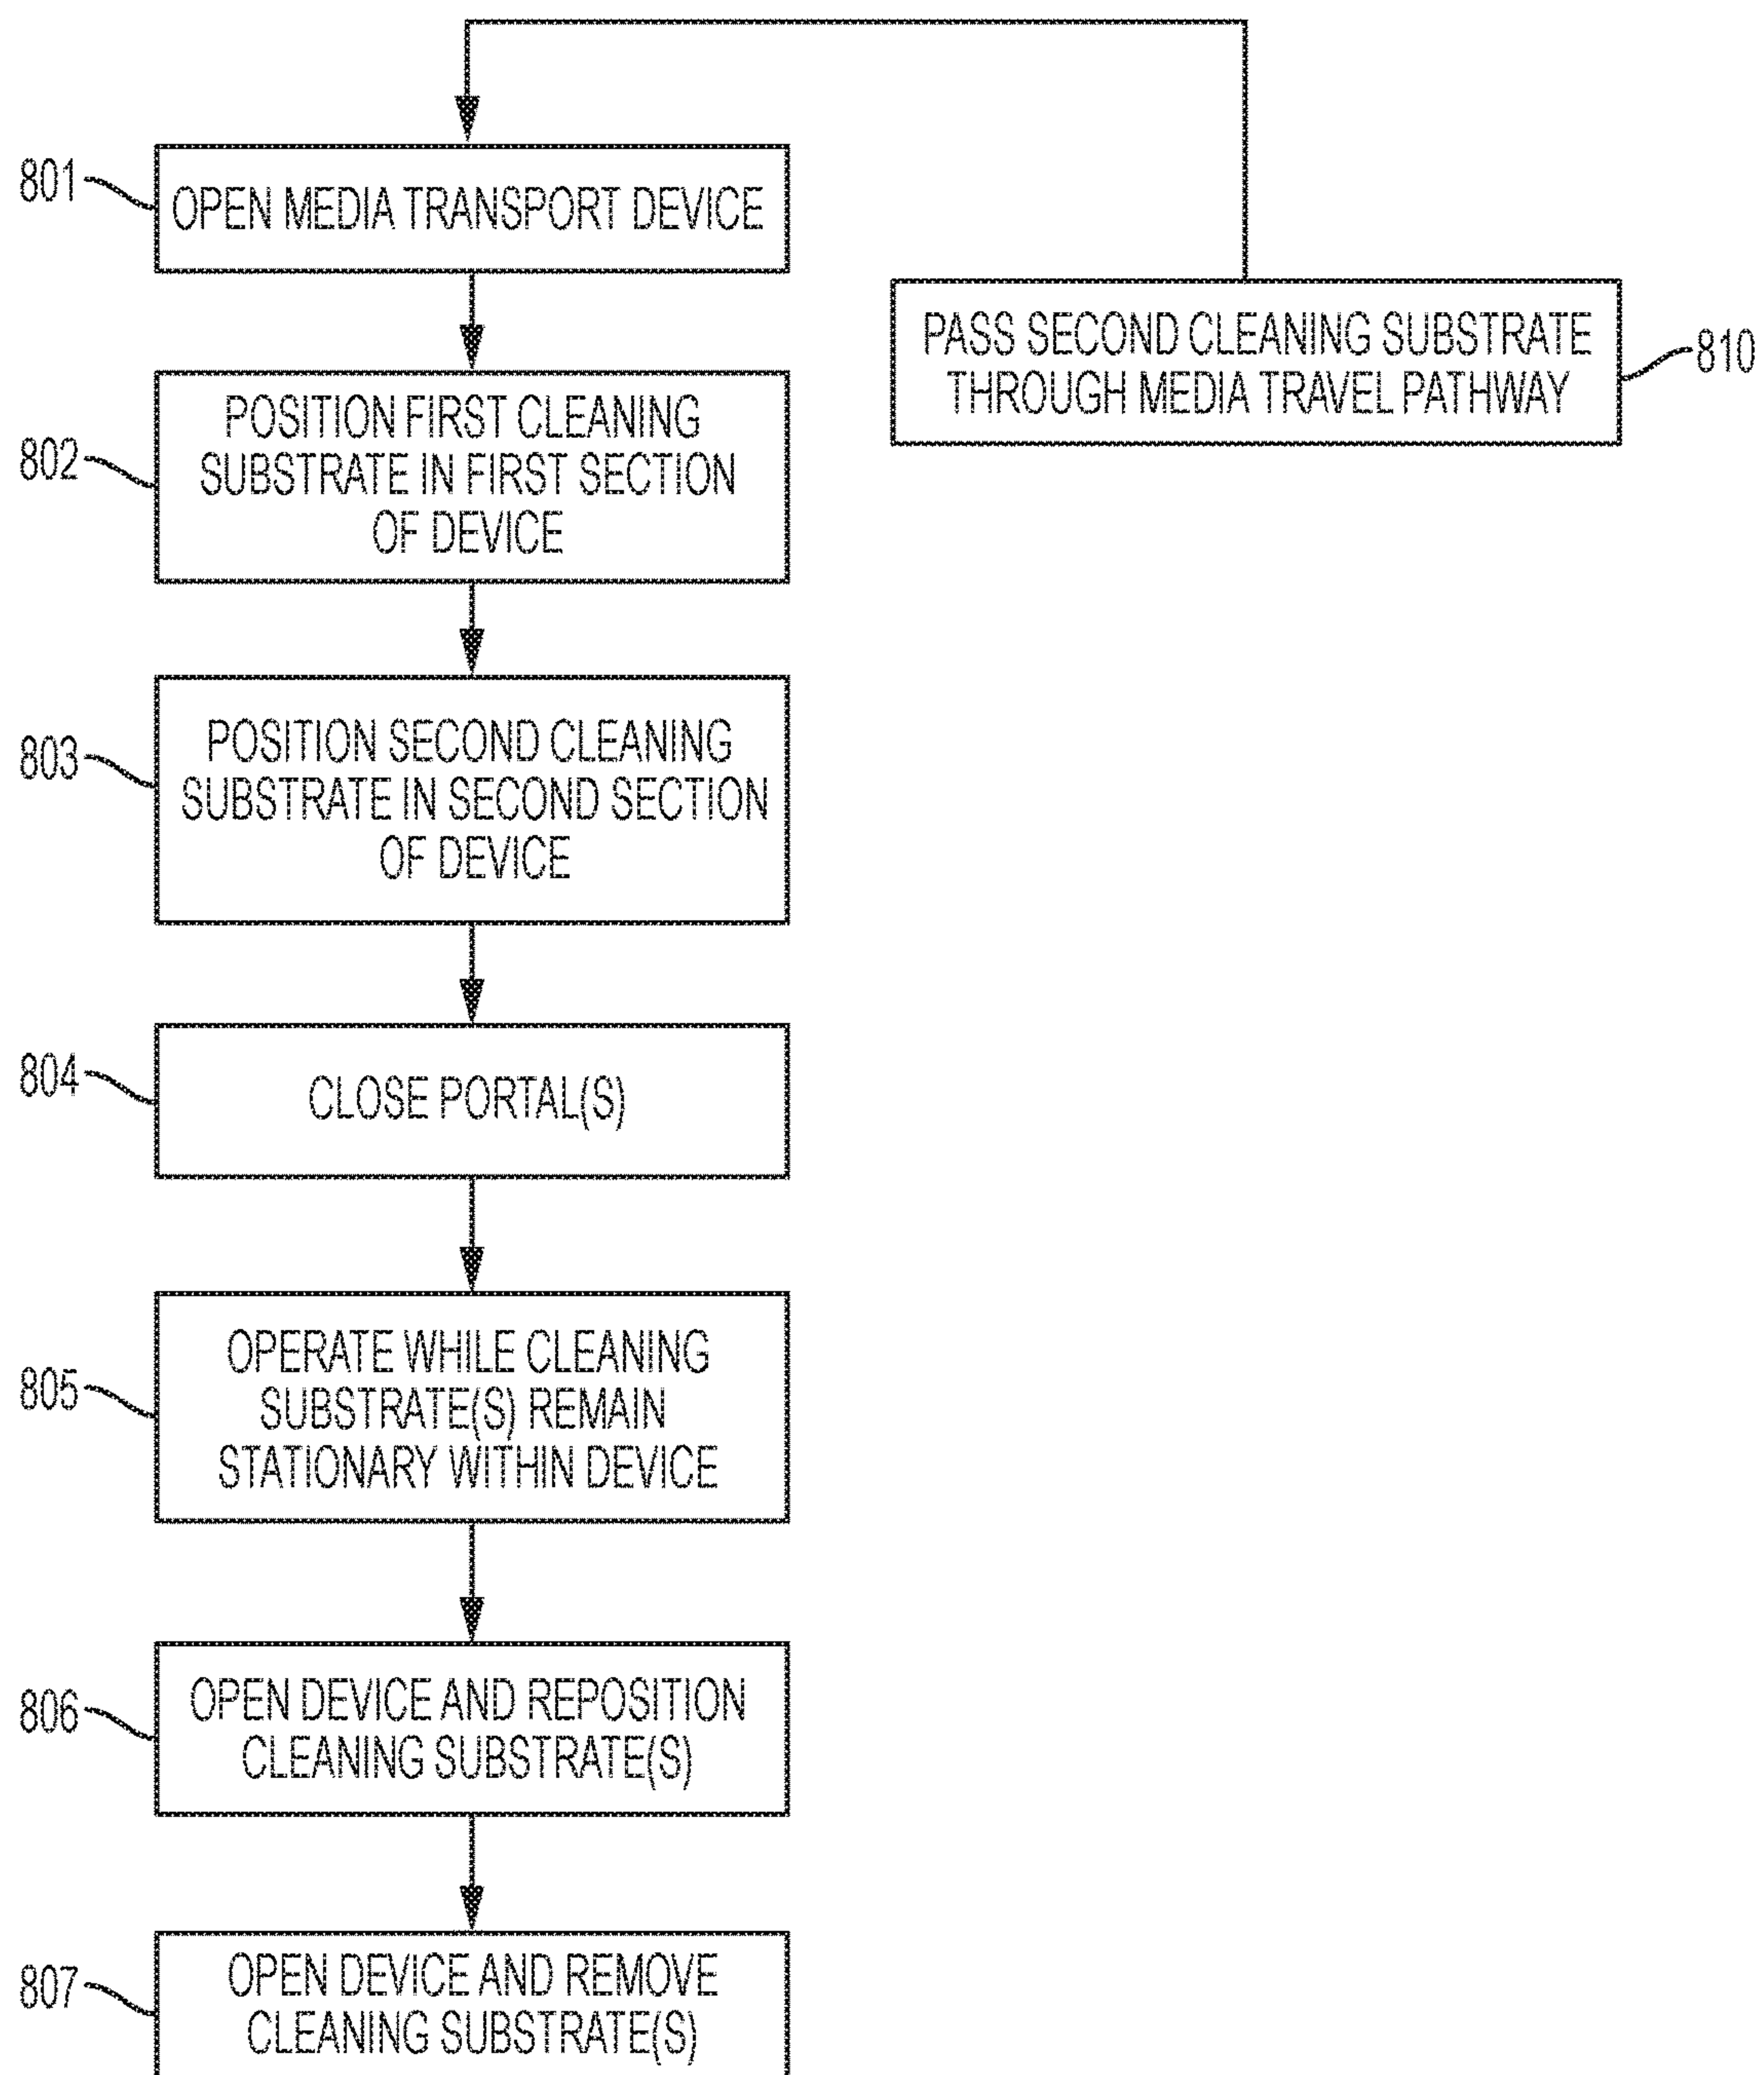 801
OPEN MEDIA TRANSPORT DEVICE
PASS SECOND CLEANING SUBSTRATE
THROUGH MEDIA TRAVEL PATHWAY
810
802
POSITION FIRST CLEANING
SUBSTRATE IN FIRST SECTION
OF DEVICE
803
POSITION SECOND CLEANING
SUBSTRATE IN SECOND SECTION
OF DEVICE
804
CLOSE PORTAL(S)
805
OPERATE WHILE CLEANING
SUBSTRATE(S) REMAIN
STATIONARY WITHIN DEVICE
806
OPEN DEVICE AND REPOSITION
CLEANING SUBSTRATE(S)
807
OPEN DEVICE AND REMOVE
CLEANING SUBSTRATE(S)